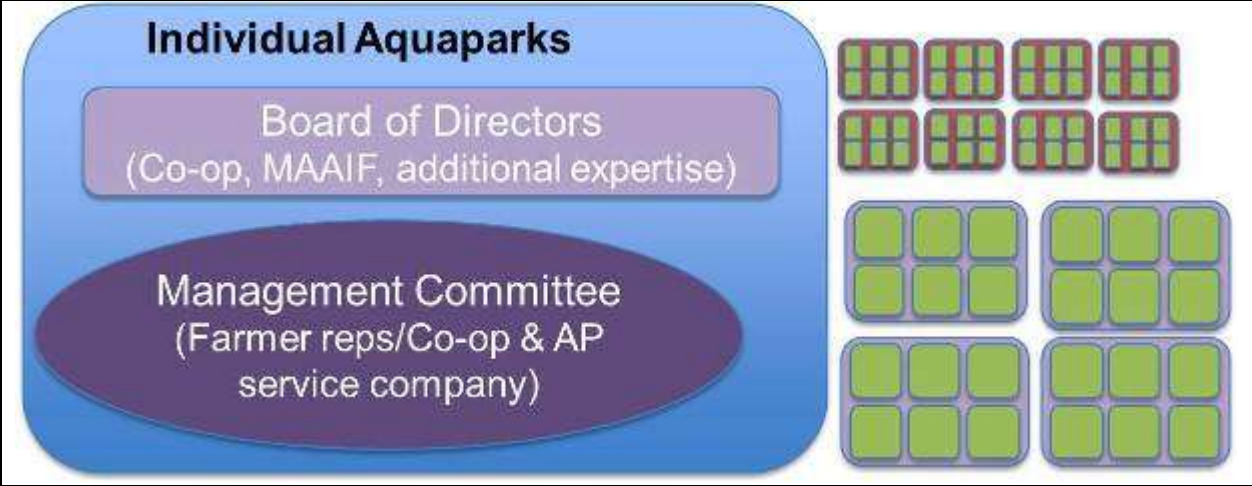 Individual Aquaparks
Board of Directors
(Co-op, MAAIF, additional expertise)
Management Committee
(Farmer reps/Co-op & AP
service company)